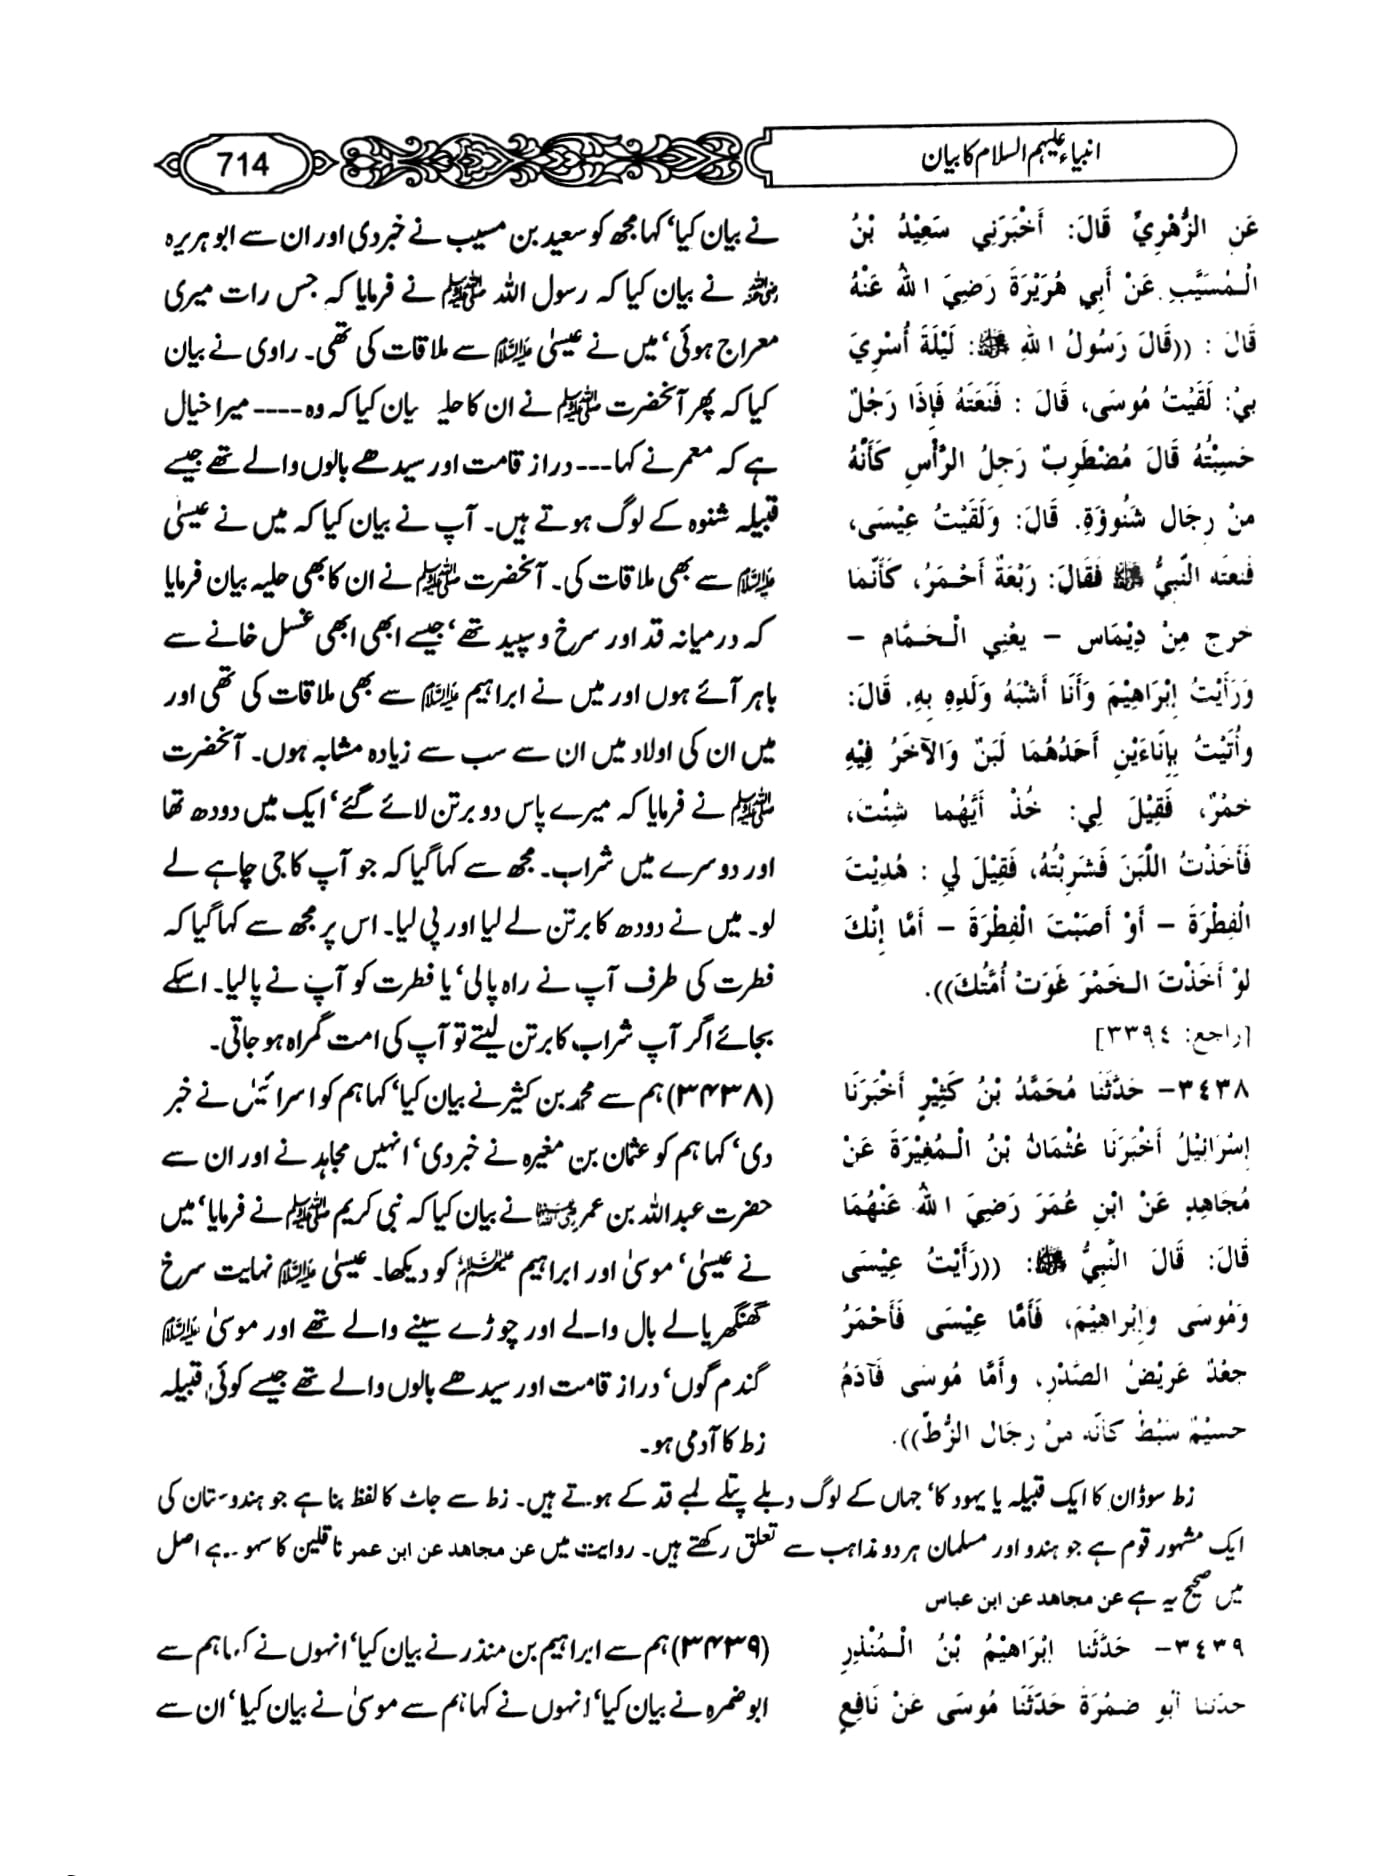 انبیاء علیہم السلام کا بیان
714
عَنِ الزُّهْرِيِّ قَالَ: أَخْبَرَنِي سَعِيْدُ بْنُ
الْمُسَيَّبِ عَنْ أَبِي هُرَيْرَةَ رَضِيَ اللهُ عَنْهُ
قَالَ : ((قَالَ رَسُولُ اللهِ ﷺ: لَيْلَةَ أُسْرِيَ
بِيْ: لَقِيْتُ مُوسَى، قَالَ : فَنَعَتَهُ فَإِذَا رَجُلٌ
حَسِبْتُهُ قَالَ مُضْطَرِبٌ رَجِلُ الرَّأْسِ كَأَنَّهُ
مِنْ رِجَالِ شَنُوءَةَ. قَالَ: وَلَقِيْتُ عِيْسَى،
فَنَعَتَهُ النَّبِيُّ ﷺ فَقَالَ: رَبْعَةٌ أَحْمَرُ، كَأَنَّمَا
خَرَجَ مِنْ دِيْمَاسٍ – يَعْنِي الْحَمَّام –
وَرَأَيْتُ إِبْرَاهِيْمَ وَأَنَا أَشْبَهُ وَلَدِهِ بِهِ. قَالَ:
وأُتَيْتُ بِإِنَاءَيْنِ أَحَدُهُمَا لَبَنٌ وَالآخَرُ فِيْهِ
خَمْرٌ، فَقِيْلَ لِي: خُذْ أَيَّهُمَا شِئْتَ،
فَأَخَذْتُ اللَّبَنَ فَشَرِبْتُهُ، فَقِيْلَ لِي : هُدِيْتَ
الْفِطْرَةَ – أَوْ أَصَبْتَ الْفِطْرَةَ – أَمَّا إِنَّكَ
لَوْ أَخَذْتَ الخَمْرَ غَوَتْ أُمَّتُكَ)).
[راجع: ٣٣٩٤]
٣٤٣٨– حَدَّثَنَا مُحَمَّدُ بْنُ كَثِيْرٍ أَخْبَرَنَا
إِسْرَائِيْلُ أَخْبَرَنَا عُثْمَانُ بْنُ الْمُغِيْرَةَ عَنْ
مُجَاهِدٍ عَنْ ابْنِ عُمَرَ رَضِيَ اللهُ عَنْهُمَا
قَالَ: قَالَ النَّبِيُّ ﷺ: ((رَأَيْتُ عِيْسَى
وَمُوسَى وَإِبْرَاهِيْمَ، فَأَمَّا عِيْسَى فَأَحْمَرُ
جَعْدٌ عَرِيْضُ الصَّدْرِ، وَأَمَّا مُوسَى فَآدَمُ
جَسِيْمٌ سَبْطٌ كَأَنَّهُ مِنْ رِجَالِ الزُّطِّ)).
نے بیان کیا‘ کہا مجھ کو سعید بن مسیب نے خبر دی اور ان سے ابو ہریرہ
رضی اللہ عنہ نے بیان کیا کہ رسول اللہ ﷺ نے فرمایا کہ جس رات میری
معراج ہوئی‘ میں نے عیسیٰ علیہ السلام سے ملاقات کی تھی۔ راوی نے بیان
کیا کہ پھر آنحضرت ﷺ نے ان کا حلیہ بیان کیا کہ وہ ---- میرا خیال
ہے کہ معمر نے کہا--- دراز قامت اور سیدھے بالوں والے تھے جیسے
قبیلہ شنوہ کے لوگ ہوتے ہیں۔ آپ نے بیان کیا کہ میں نے عیسیٰ
علیہ السلام سے بھی ملاقات کی۔ آنحضرت ﷺ نے ان کا بھی حلیہ بیان فرمایا
کہ درمیانہ قد اور سرخ و سپید تھے‘ جیسے ابھی ابھی غسل خانے سے
باہر آئے ہوں اور میں نے ابراہیم علیہ السلام سے بھی ملاقات کی تھی اور
میں ان کی اولاد میں ان سے سب سے زیادہ مشابہ ہوں۔ آنحضرت
ﷺ نے فرمایا کہ میرے پاس دو برتن لائے گئے‘ ایک میں دودھ تھا
اور دوسرے میں شراب۔ مجھ سے کہا گیا کہ جو آپ کا جی چاہے لے
لو۔ میں نے دودھ کا برتن لے لیا اور پی لیا۔ اس پر مجھ سے کہا گیا کہ
فطرت کی طرف آپ نے راہ پالی‘ یا فطرت کو آپ نے پالیا۔ اسکے
بجائے اگر آپ شراب کا برتن لیتے تو آپ کی امت گمراہ ہو جاتی۔
(۳۴۳۸) ہم سے محمد بن کثیر نے بیان کیا‘ کہا ہم کو اسرائیل نے خبر
دی‘ کہا ہم کو عثمان بن مغیرہ نے خبر دی‘ انہیں مجاہد نے اور ان سے
حضرت عبداللہ بن عمر رضی اللہ عنہما نے بیان کیا کہ نبی کریم ﷺ نے فرمایا‘ میں
نے عیسیٰ‘ موسیٰ اور ابراہیم علیہم السلام کو دیکھا۔ عیسیٰ علیہ السلام نہایت سرخ
گھنگھریالے بال والے اور چوڑے سینے والے تھے اور موسیٰ علیہ السلام
گندم گوں‘ دراز قامت اور سیدھے بالوں والے تھے جیسے کوئی قبیلہ
زط کا آدمی ہو۔
زط سوڈان کا ایک قبیلہ یا یہود کا‘ جہاں کے لوگ دبلے پتلے لمبے قد کے ہوتے ہیں۔ زط سے جاٹ کا لفظ بنا ہے جو ہندوستان کی
ایک مشہور قوم ہے جو ہندو اور مسلمان ہر دو مذاہب سے تعلق رکھتے ہیں۔ روایت میں عن مجاهد عن ابن عمر ناقلین کا سہو ہے اصل
میں صحیح یہ ہے عن مجاهد عن ابن عباس
٣٤٣٩– حَدَّثَنَا إِبْرَاهِيْمُ بْنُ الْمُنْذِرِ
حَدَّثَنَا أَبُو ضَمْرَةَ حَدَّثَنَا مُوسَى عَنْ نَافِعٍ
(۳۴۳۹) ہم سے ابراہیم بن منذر نے بیان کیا‘ انہوں نے کہا ہم سے
ابو ضمرہ نے بیان کیا‘ انہوں نے کہا ہم سے موسیٰ نے بیان کیا‘ ان سے